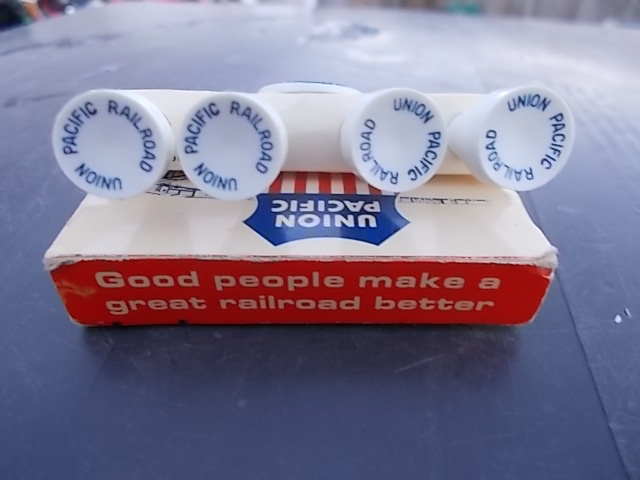 UNION PACIFIC RAILROAD
UNION PACIFIC RAILROAD
UNION PACIFIC RAILROAD
UNION PACIFIC RAILROAD
UNION
PACIFIC
Good people make a
great railroad better